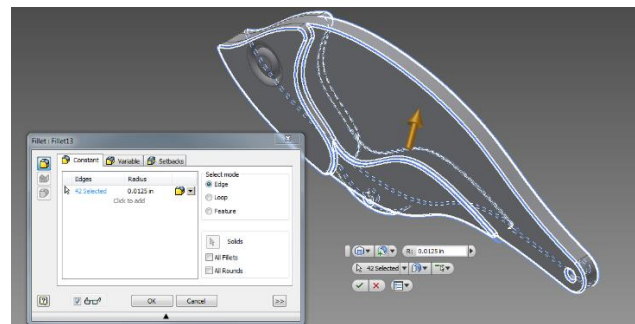 Fillet : Fillet13
Constant
Variable
Setbacks
Edges Radius
42 Selected 0.0125 in
Click to add
Select mode
Edge
Loop
Feature
Solids
All Fillets
All Rounds
OK
Cancel
>>
R: 0.0125 in
42 Selected